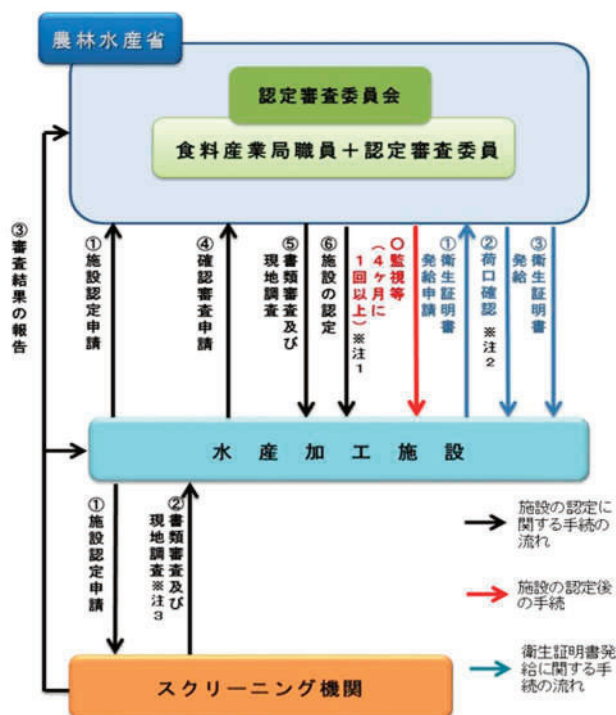 農林水産省
認定審査委員会
食料産業局職員＋認定審査委員
③審査結果の報告
①施設認定申請
④確認審査申請
⑤書類審査及び
現地調査
⑥施設の認定
〇監視等
（4ヶ月に
1回以上）※注1
①衛生証明書
発給申請
②荷口確認 ※注2
③衛生証明書
発給
水産加工施設
①施設認定申請
②書類審査及び
現地調査※注3
スクリーニング機関
施設の認定に
関する手続の
流れ
施設の認定後
の手続
衛生証明書発
給に関する手
続の流れ